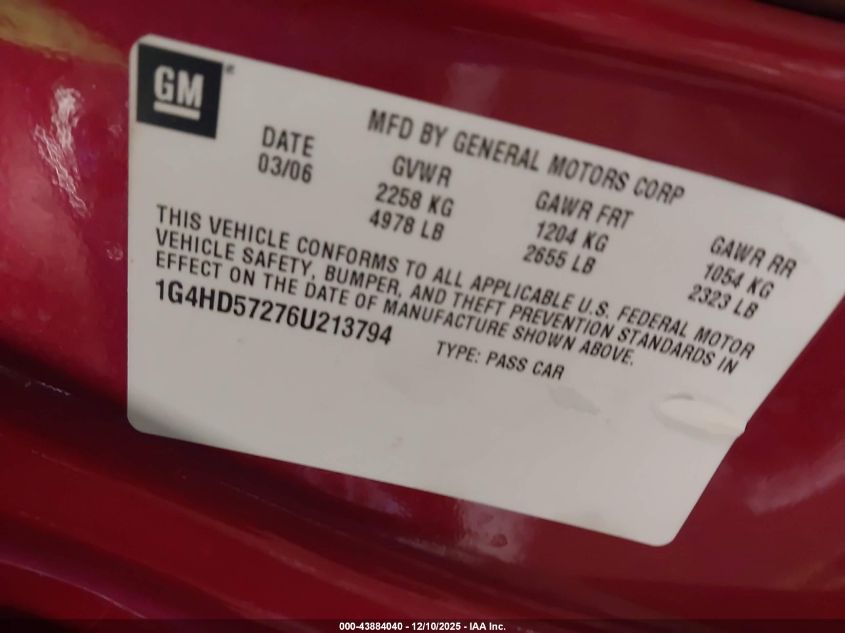 GM®
MFD BY GENERAL MOTORS CORP
DATE
03/06
GVWR
2258 KG
4978 LB
GAWR FRT
1204 KG
2655 LB
GAWR RR
1054 KG
2323 LB
THIS VEHICLE CONFORMS TO ALL APPLICABLE U.S. FEDERAL MOTOR
VEHICLE SAFETY, BUMPER, AND THEFT PREVENTION STANDARDS IN
EFFECT ON THE DATE OF MANUFACTURE SHOWN ABOVE.
1G4HD57276U213794
TYPE: PASS CAR
000-43884040 - 12/10/2025 - IAA Inc.